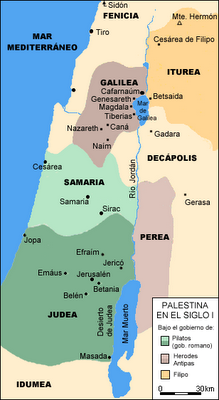 FENICIA
Sidón
Mte. Hermón
Tiro
Cesárea de Filipo
MAR
MEDITERRÁNEO
GALILEA
ITUREA
Cafarnaúm
Genesareth
Betsaida
Magdala
Mar
de
Galilea
Tiberias
Nazareth
Caná
Naím
Gadara
DECÁPOLIS
Cesárea
Río Jordán
SAMARIA
Samaria
Sirac
Gerasa
Jopa
PEREA
Efraím
Jericó
Emáus
Jerusalén
Betania
Belén
JUDEA
Desierto
de Judea
Mar Muerto
Masada
IDUMEA
PALESTINA
EN EL SIGLO I
Bajo el gobierno de:
Pilatos
(gob. romano)
Herodes
Antipas
Filipo
0 30km